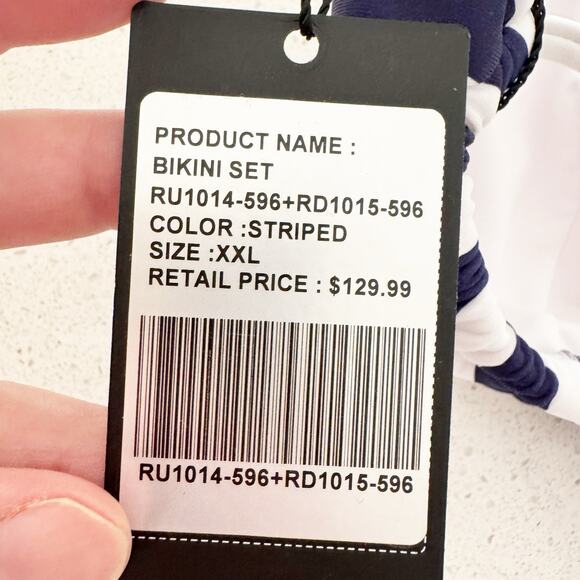 PRODUCT NAME :
BIKINI SET
RU1014-596+RD1015-596
COLOR :STRIPED
SIZE :XXL
RETAIL PRICE : $129.99
RU1014-596+RD1015-596